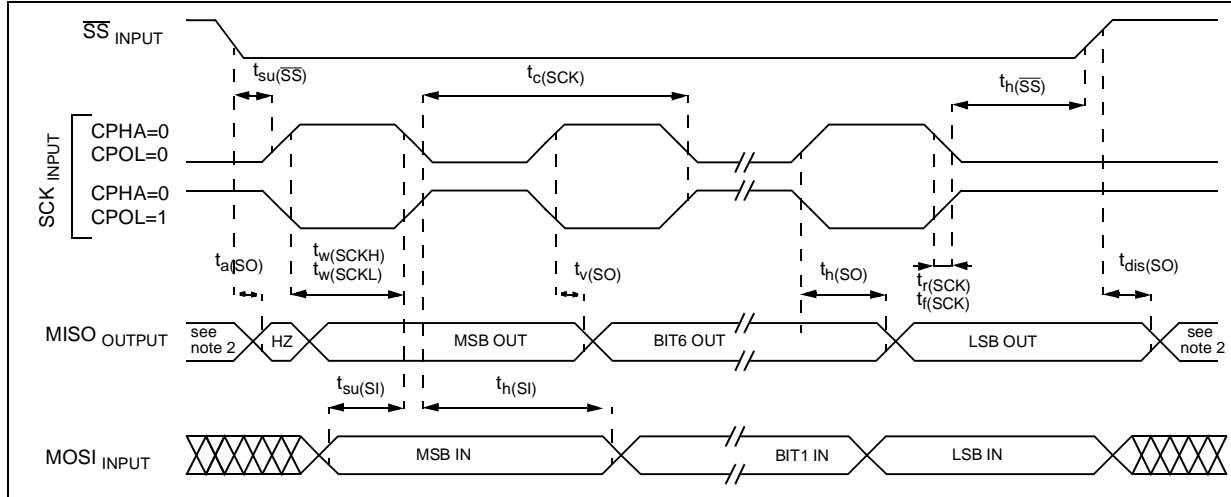 SS INPUT
tsu(SS)
tc(SCK)
th(SS)
SCK INPUT
CPHA=0
CPOL=0
CPHA=0
CPOL=1
ta(SO)
tw(SCKH)
tw(SCKL)
tv(SO)
th(SO)
tr(SCK)
tf(SCK)
tdis(SO)
MISO OUTPUT
see
note 2
HZ
MSB OUT
BIT6 OUT
LSB OUT
see
note 2
tsu(SI)
th(SI)
MOSI INPUT
MSB IN
BIT1 IN
LSB IN